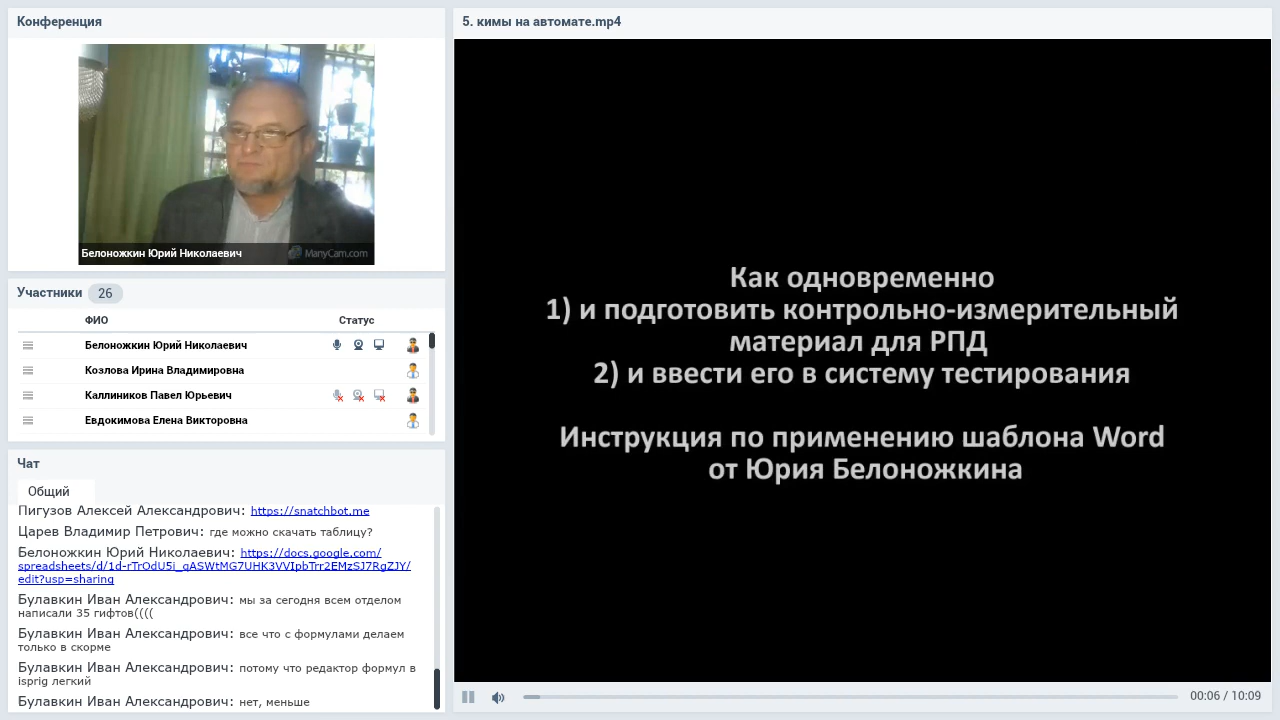 Конференция
Белоножкин Юрий Николаевич
ManyCam.com
Участники 26
ФИО Статус
Белоножкин Юрий Николаевич
Козлова Ирина Владимировна
Каллиников Павел Юрьевич
Евдокимова Елена Викторовна
Чат
Общий
Пигузов Алексей Александрович: https://snatchbot.me
Царев Владимир Петрович: где можно скачать таблицу?
Белоножкин Юрий Николаевич: https://docs.google.com/
spreadsheets/d/1d-rTrOdU5i_qASWtMG7UHK3VVIpbTrr2EMzSJ7RgZJY/
edit?usp=sharing
Булавкин Иван Александрович: мы за сегодня всем отделом
написали 35 гифтов((((
Булавкин Иван Александрович: все что с формулами делаем
только в скорме
Булавкин Иван Александрович: потому что редактор формул в
isprig легкий
Булавкин Иван Александрович: нет, меньше
5. кимы на автомате.mp4
Как одновременно
1) и подготовить контрольно-измерительный
материал для РПД
2) и ввести его в систему тестирования
Инструкция по применению шаблона Word
от Юрия Белоножкина
00:06 / 10:09